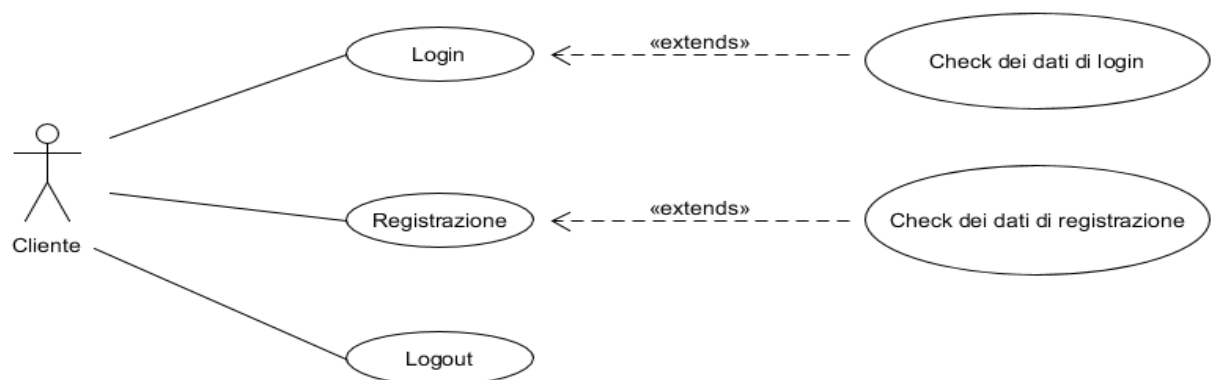 Login
«extends»
Check dei dati di login
Cliente
Registrazione
«extends»
Check dei dati di registrazione
Logout